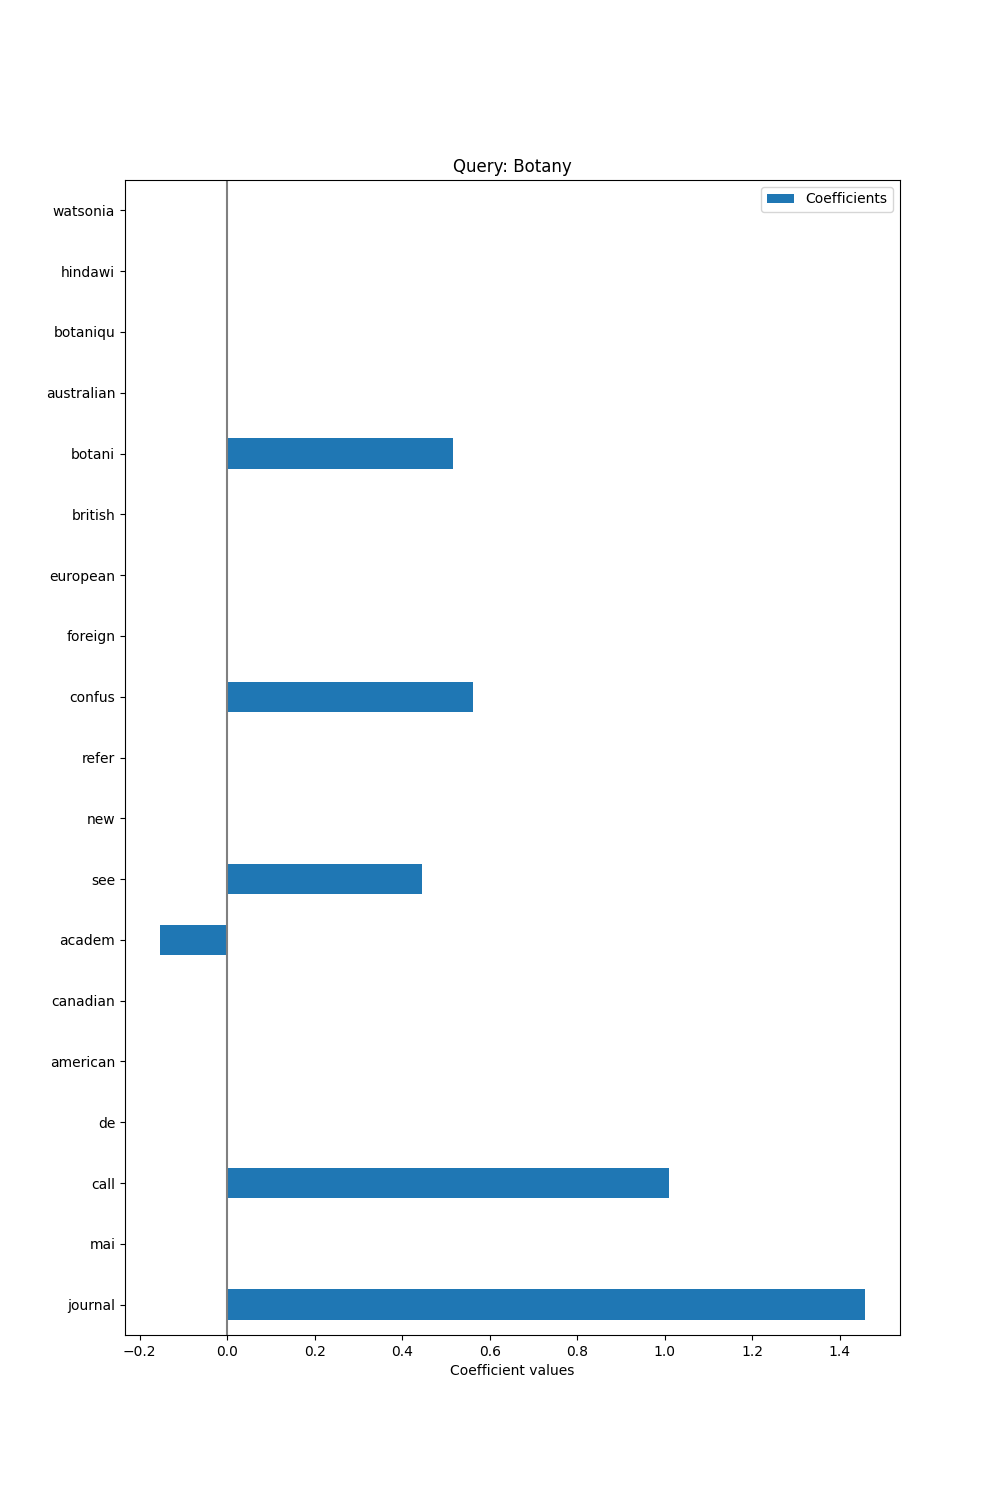 Query: Botany
Coefficients
watsonia
hindawi
botaniqu
australian
botani
british
european
foreign
confus
refer
new
see
academ
canadian
american
de
call
mai
journal
−0.2 0.0 0.2 0.4 0.6 0.8 1.0 1.2 1.4
Coefficient values